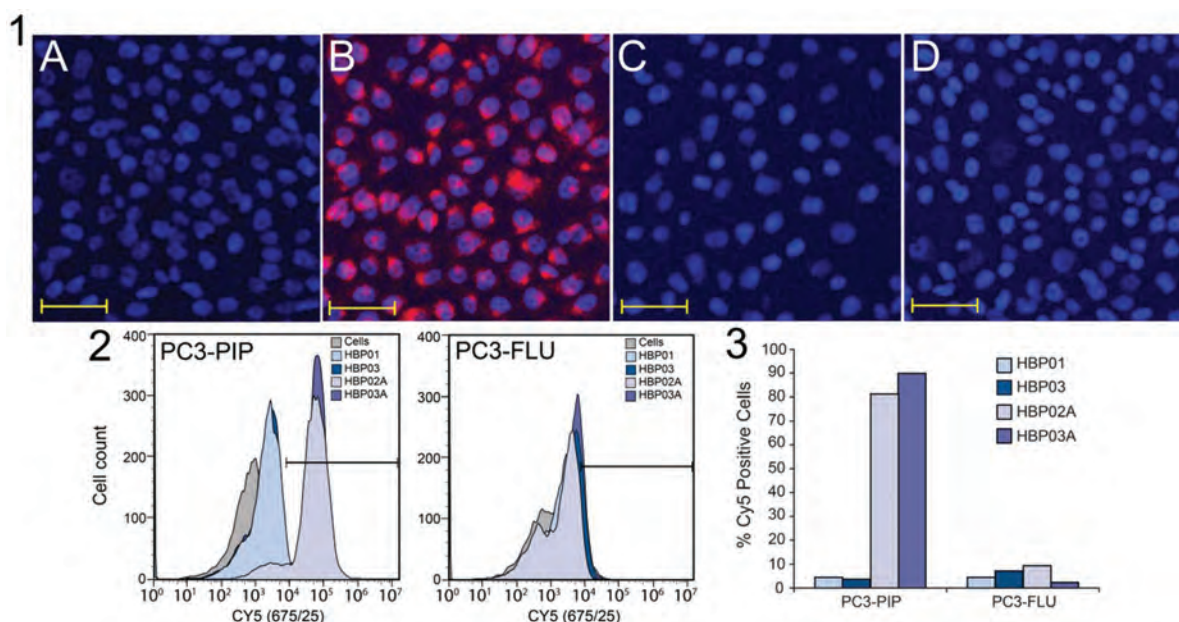 1
A B C D
2
PC3-PIP
Cells
HBP01
HBP03
HBP02A
HBP03A
400
300
200
100
0
Cell count
10⁰ 10¹ 10² 10³ 10⁴ 10⁵ 10⁶ 10⁷
CY5 (675/25)
PC3-FLU
Cells
HBP01
HBP03
HBP02A
HBP03A
400
300
200
100
0
10⁰ 10¹ 10² 10³ 10⁴ 10⁵ 10⁶ 10⁷
CY5 (675/25)
3
100
90
80
70
60
50
40
30
20
10
0
% Cy5 Positive Cells
HBP01
HBP03
HBP02A
HBP03A
PC3-PIP PC3-FLU